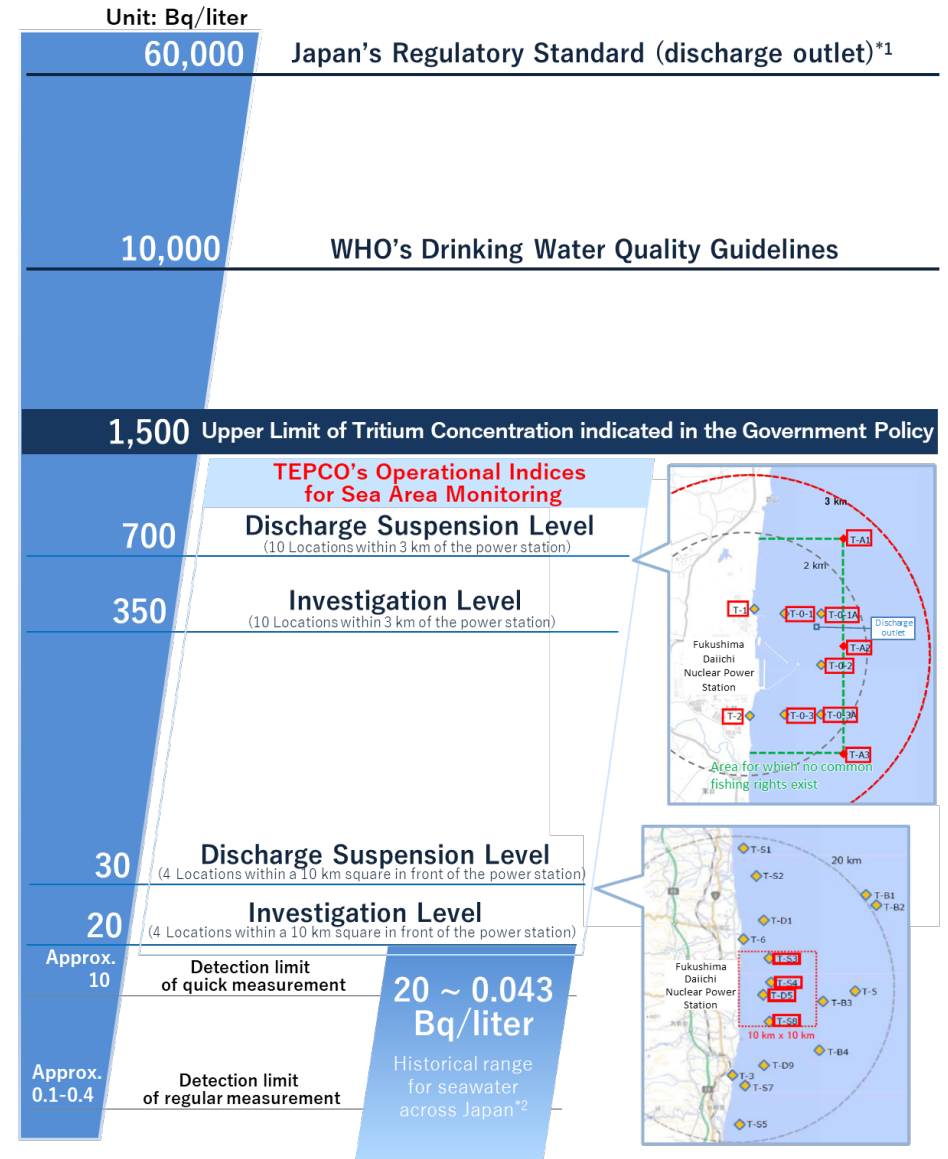 Unit: Bq/liter
60,000
Japan's Regulatory Standard (discharge outlet)*1
10,000
WHO's Drinking Water Quality Guidelines
1,500
Upper Limit of Tritium Concentration indicated in the Government Policy
TEPCO's Operational Indices
for Sea Area Monitoring
700
Discharge Suspension Level
(10 Locations within 3 km of the power station)
350
Investigation Level
(10 Locations within 3 km of the power station)
3 km
T-A1
2 km
T-1
T-0-1
T-0-1A
Discharge
outlet
Fukushima
Daiichi
Nuclear Power
Station
T-A2
T-0-2
T-2
T-0-3
T-0-3A
T-A3
Area for which no common
fishing rights exist
30
Discharge Suspension Level
(4 Locations within a 10 km square in front of the power station)
20
Investigation Level
(4 Locations within a 10 km square in front of the power station)
Approx.
10
Detection limit
of quick measurement
20 ~ 0.043
Bq/liter
Historical range
for seawater
across Japan*2
Approx.
0.1-0.4
Detection limit
of regular measurement
T-S1
20 km
T-S2
T-B1
T-B2
T-D1
T-6
T-S3
Fukushima
Daiichi
Nuclear Power
Station
T-S4
T-D5
T-5
T-B3
T-S8
10 km x 10 km
T-B4
T-D9
T-3
T-S7
T-S5